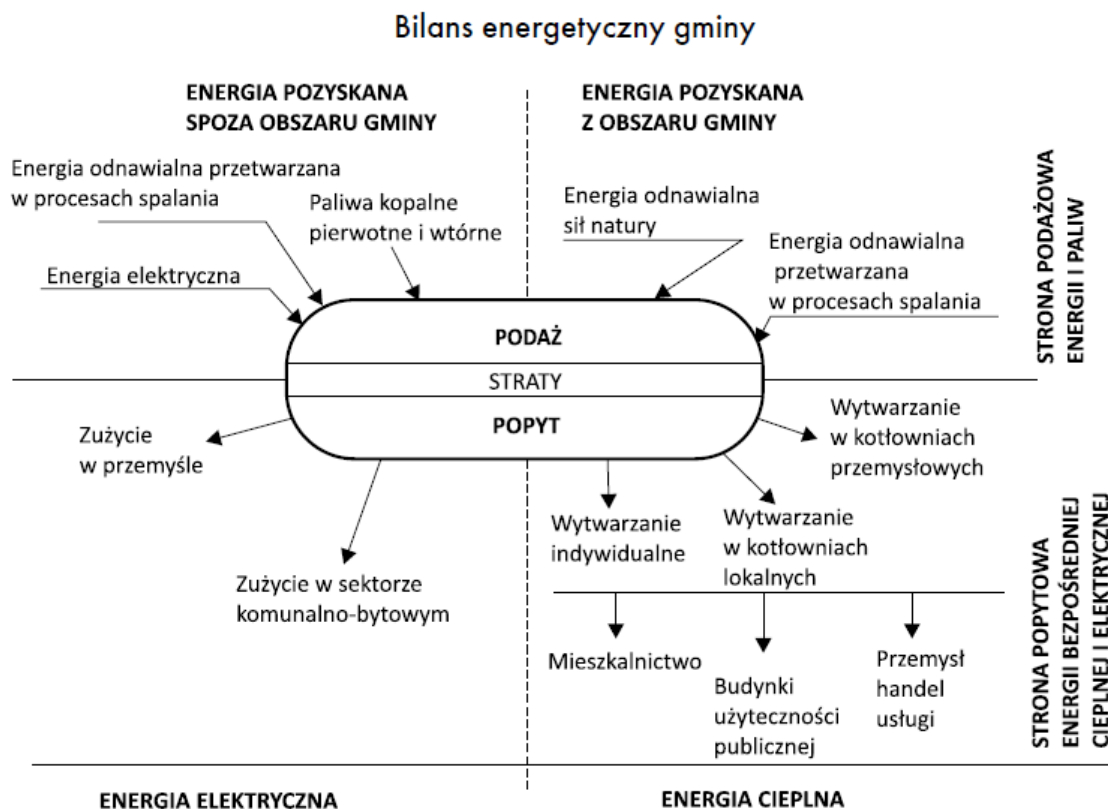 Bilans energetyczny gminy
ENERGIA POZYSKANA
SPOZA OBSZARU GMINY
ENERGIA POZYSKANA
Z OBSZARU GMINY
Energia odnawialna przetwarzana
w procesach spalania
Paliwa kopalne
pierwotne i wtórne
Energia elektryczna
Energia odnawialna
sił natury
Energia odnawialna
przetwarzana
w procesach spalania
STRONA PODAŻOWA
ENERGII I PALIW
PODAŻ
STRATY
POPYT
Zużycie
w przemyśle
Zużycie w sektorze
komunalno-bytowym
Wytwarzanie
w kotłowniach
przemysłowych
Wytwarzanie
indywidualne
Wytwarzanie
w kotłowniach
lokalnych
Mieszkalnictwo
Budynki
użyteczności
publicznej
Przemysł
handel
usługi
STRONA POPYTOWA
ENERGII BEZPOŚREDNIEJ
CIEPLNEJ I ELEKTRYCZNEJ
ENERGIA ELEKTRYCZNA
ENERGIA CIEPLNA